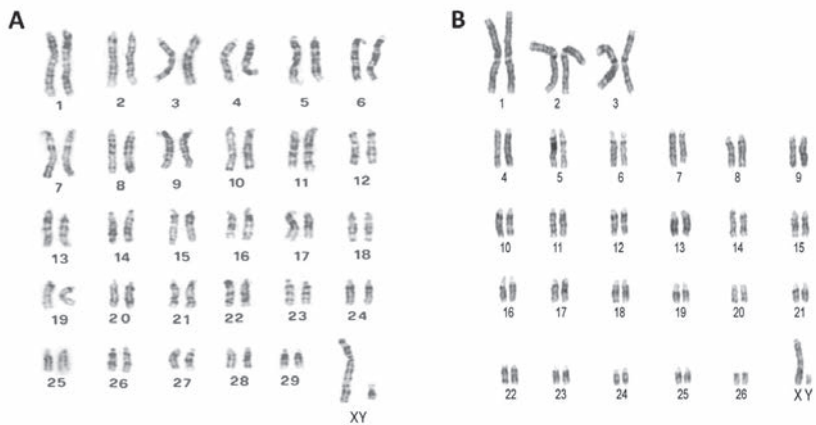 A
1 2 3 4 5 6
7 8 9 10 11 12
13 14 15 16 17 18
19 20 21 22 23 24
25 26 27 28 29
XY
B
1 2 3
4 5 6 7 8 9
10 11 12 13 14 15
16 17 18 19 20 21
22 23 24 25 26 X Y